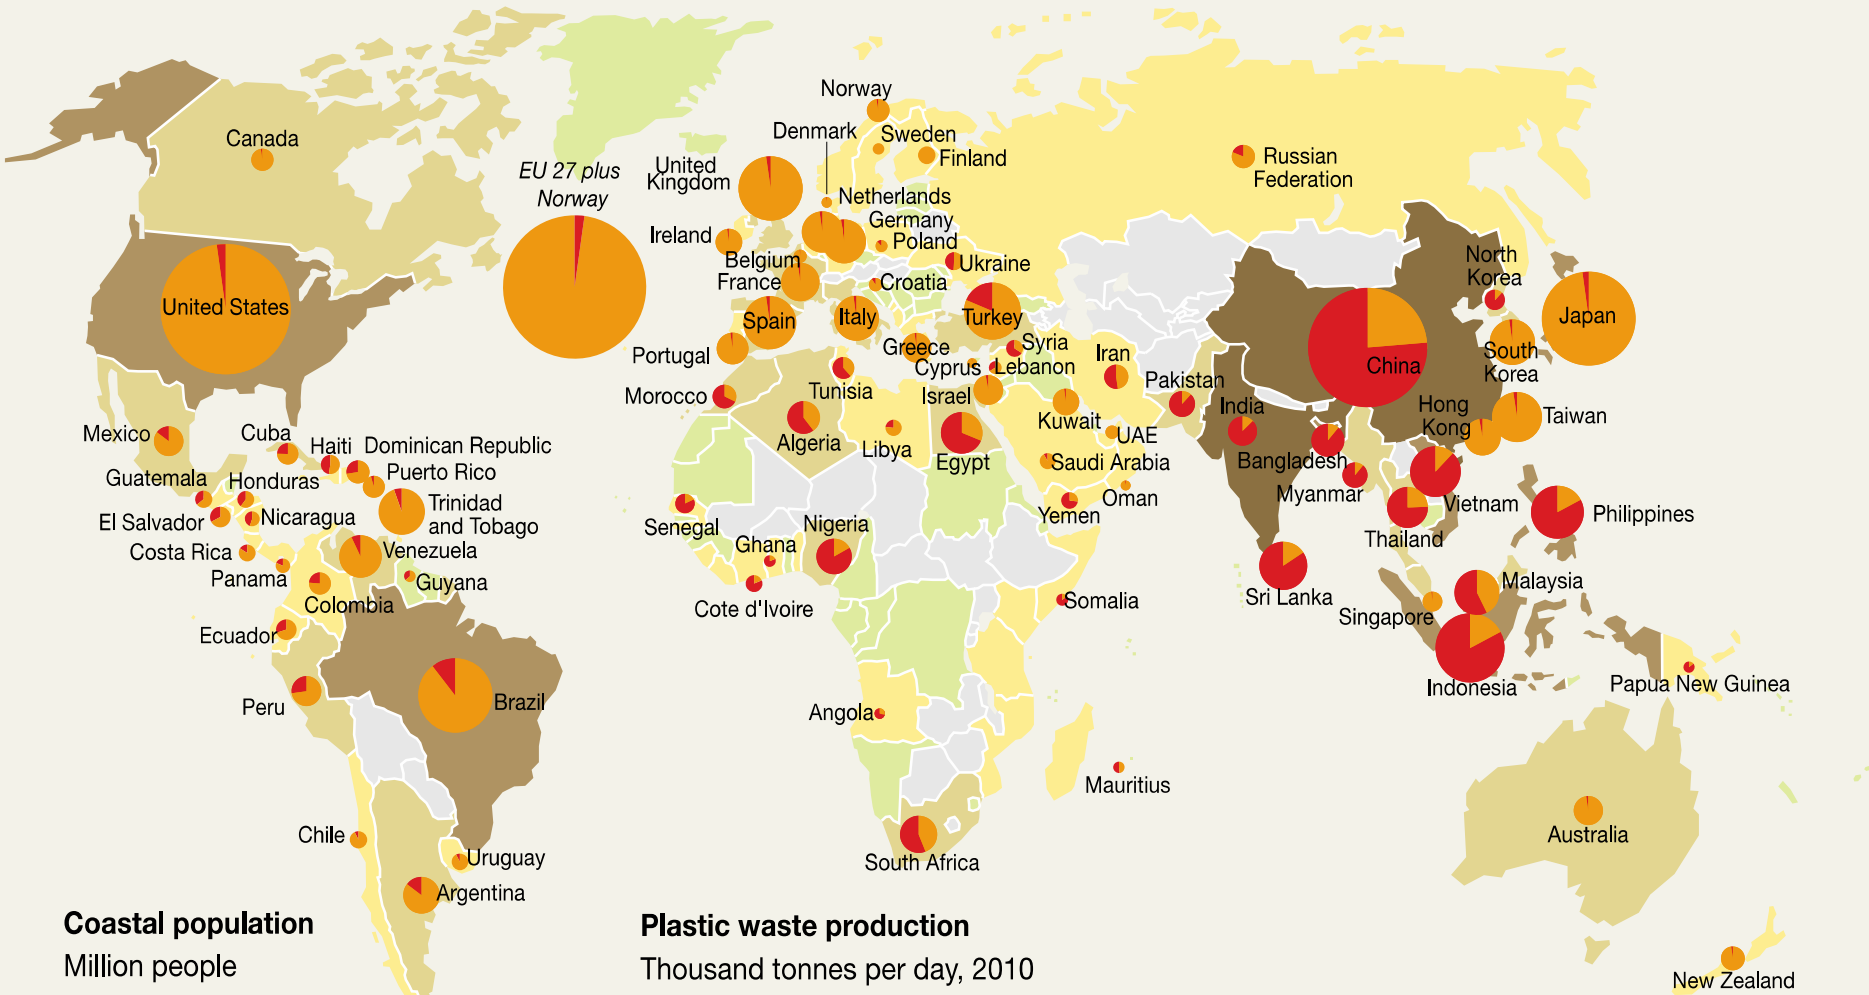 Norway
Denmark
Sweden
Finland
Canada
EU 27 plus
Norway
United
Kingdom
Netherlands
Germany
Poland
Ireland
Belgium
France
Ukraine
Croatia
Russian
Federation
North
Korea
United States
Spain
Italy
Turkey
Japan
Portugal
Greece
Cyprus
Syria
Lebanon
Iran
South
Korea
China
Morocco
Tunisia
Israel
Pakistan
Kuwait
India
Hong
Kong
Taiwan
Mexico
Cuba
Haiti
Dominican Republic
Puerto Rico
Algeria
Libya
Egypt
UAE
Saudi Arabia
Bangladesh
Guatemala
Honduras
Trinidad
and Tobago
El Salvador
Nicaragua
Senegal
Nigeria
Yemen
Oman
Myanmar
Vietnam
Philippines
Costa Rica
Venezuela
Ghana
Thailand
Panama
Guyana
Colombia
Cote d'Ivoire
Somalia
Sri Lanka
Malaysia
Singapore
Ecuador
Peru
Brazil
Indonesia
Papua New Guinea
Angola
Mauritius
Chile
Uruguay
Argentina
South Africa
Australia
New Zealand
Coastal population
Million people
Plastic waste production
Thousand tonnes per day, 2010